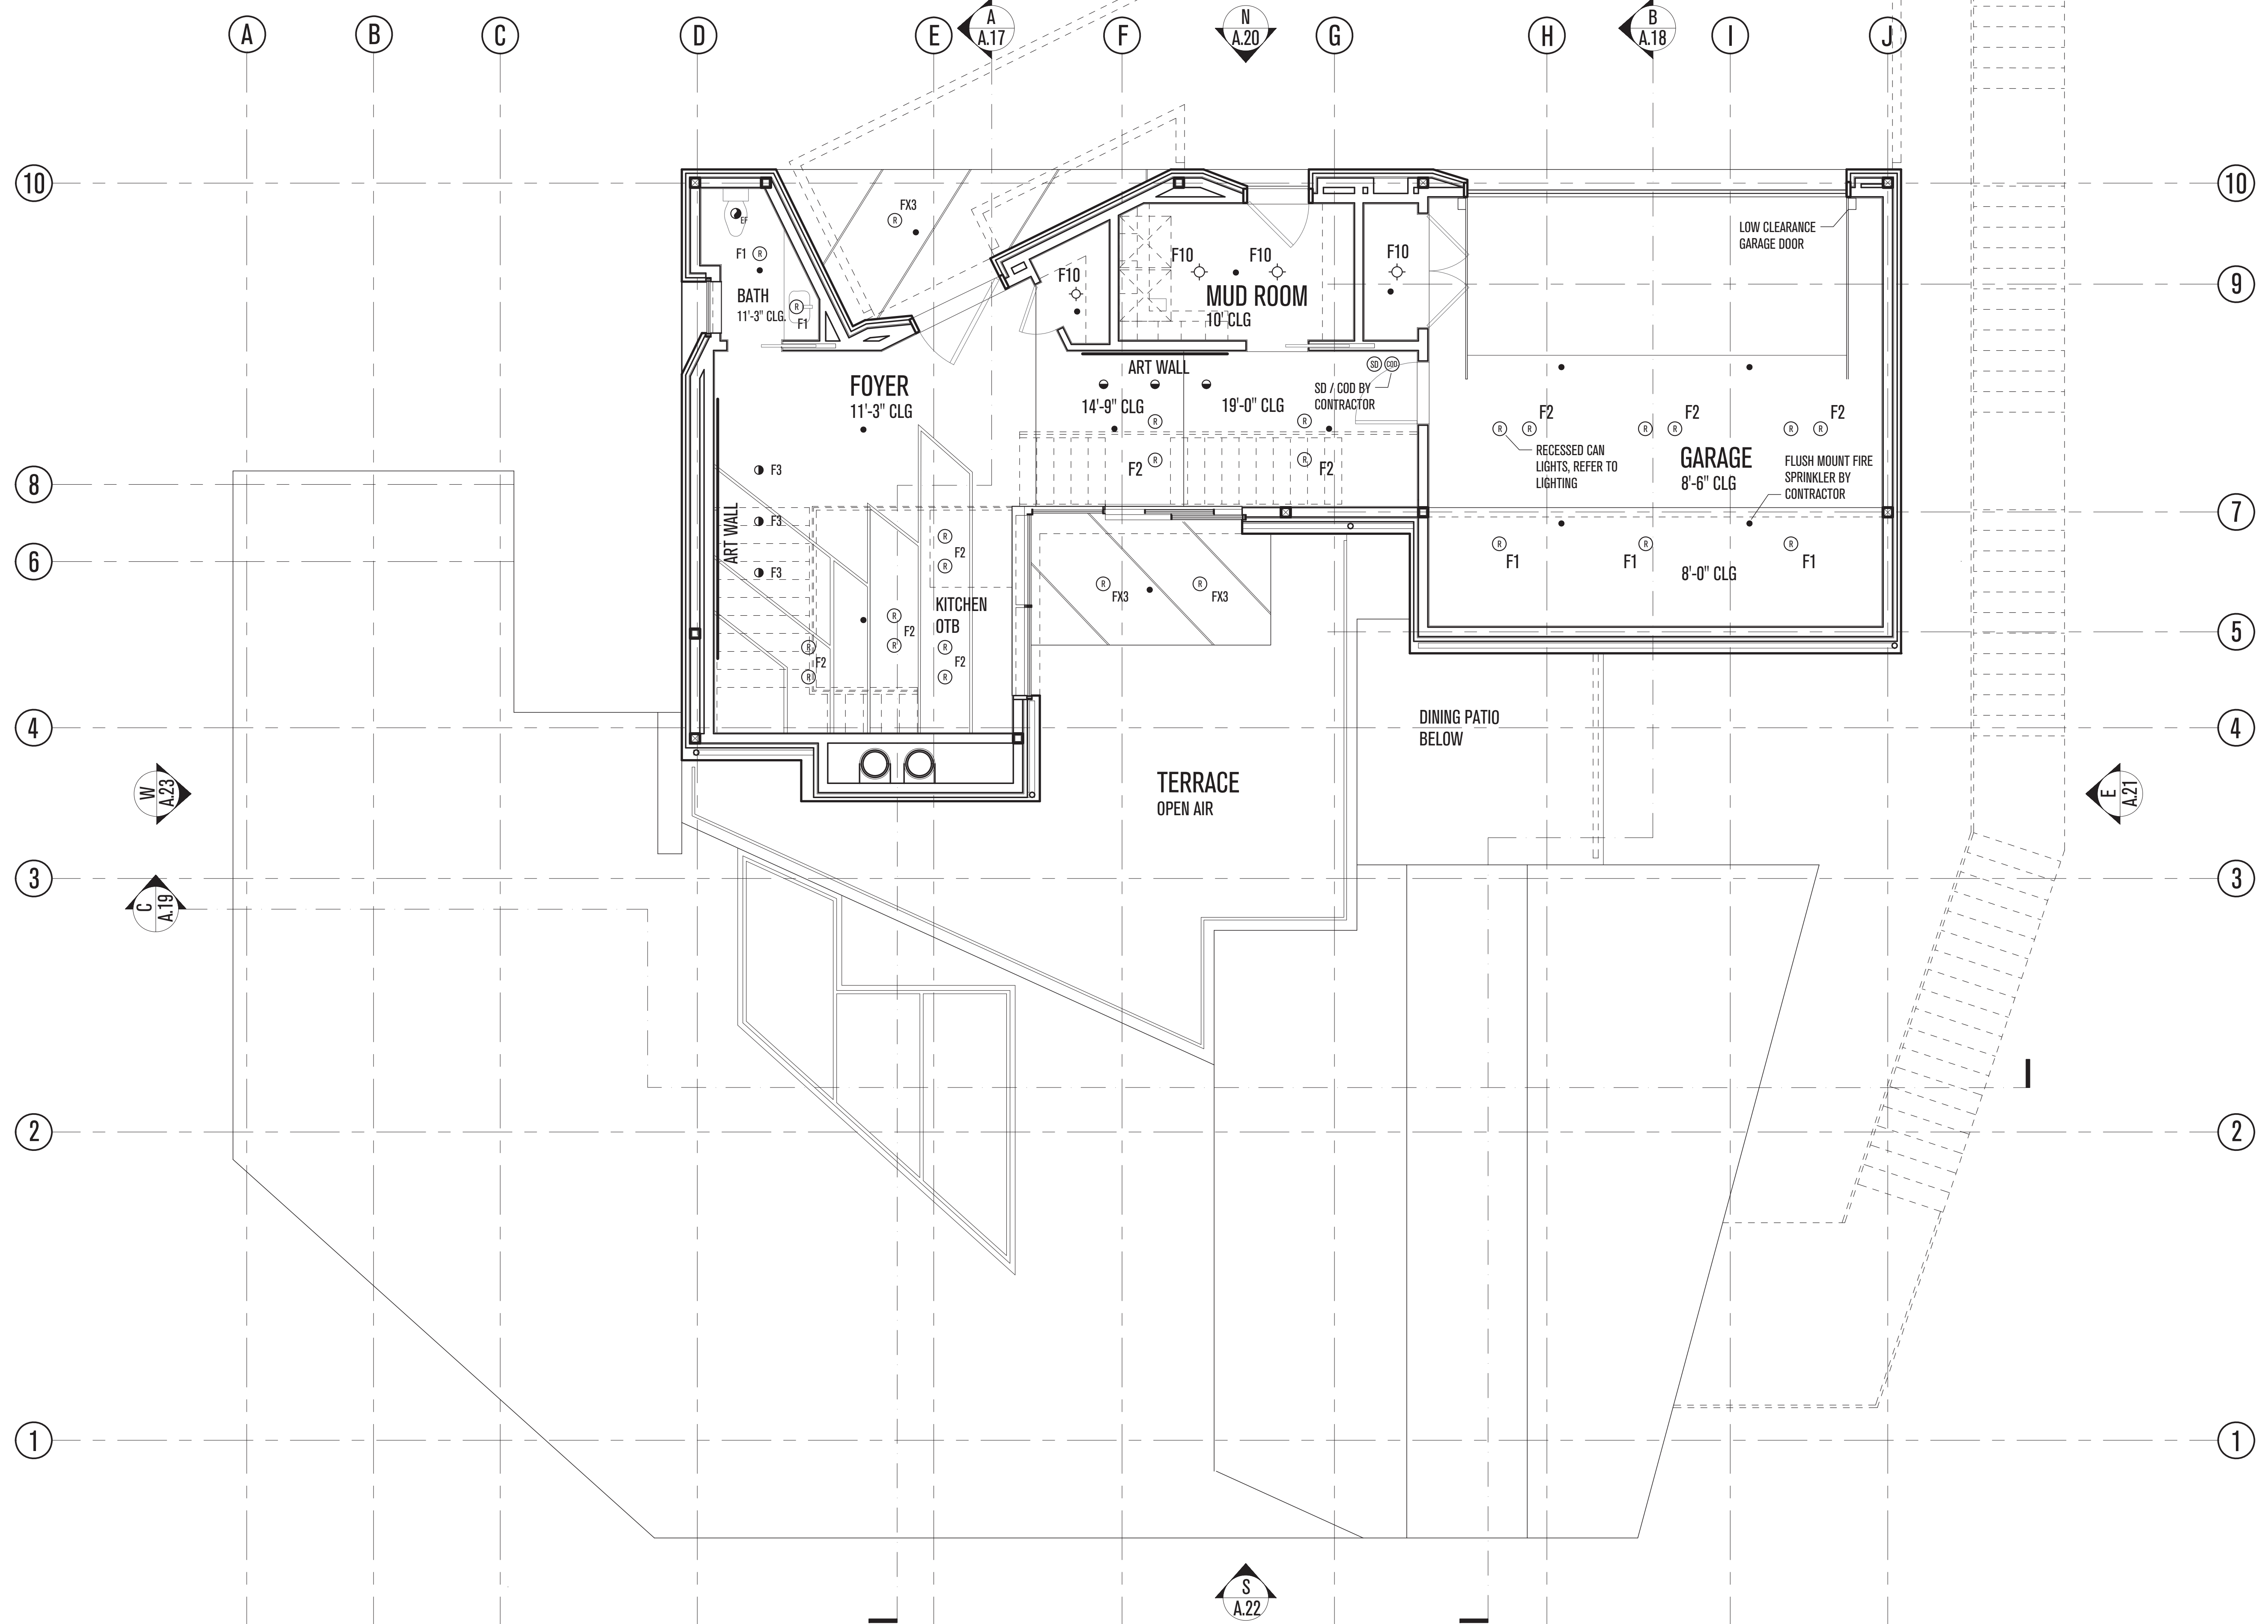 A
B
C
D
E
A
A.17
F
N
A.20
G
H
B
A.18
I
J
10
10
FX3
R
LOW CLEARANCE
GARAGE DOOR
EF
F1 R
F10
F10
F10
F10
9
BATH
11'-3" CLG.
R
F1
MUD ROOM
10' CLG
ART WALL
SD
COD
SD / COD BY
CONTRACTOR
FOYER
11'-3" CLG
14'-9" CLG
19'-0" CLG
R
R
F2
F2
F2
R
R
R
R
R
R
RECESSED CAN
LIGHTS, REFER TO
LIGHTING
GARAGE
8'-6" CLG
FLUSH MOUNT FIRE
SPRINKLER BY
CONTRACTOR
F3
F2
R
R
F2
8
7
ART WALL
F3
R
F2
R
R
F1
R
F1
R
F1
8'-0" CLG
6
F3
R
FX3
R
FX3
KITCHEN
OTB
R
F2
R
R
F2
R
R
F2
R
5
4
4
DINING PATIO
BELOW
TERRACE
OPEN AIR
W
A.23
E
A.21
3
3
C
A.19
2
2
1
1
S
A.22